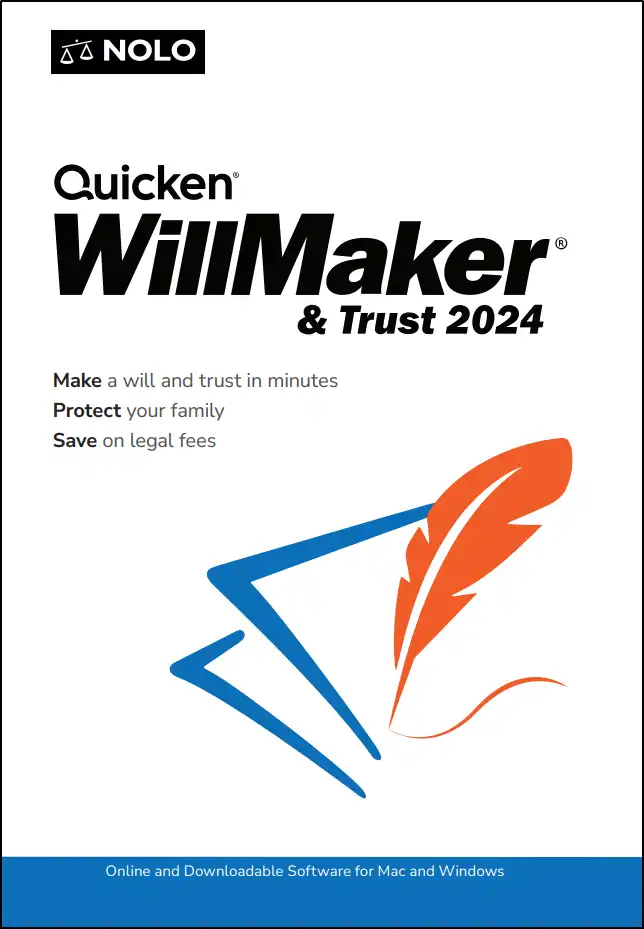 NOLO
Quicken®
WillMaker®
& Trust 2024
Make a will and trust in minutes
Protect your family
Save on legal fees
Online and Downloadable Software for Mac and Windows